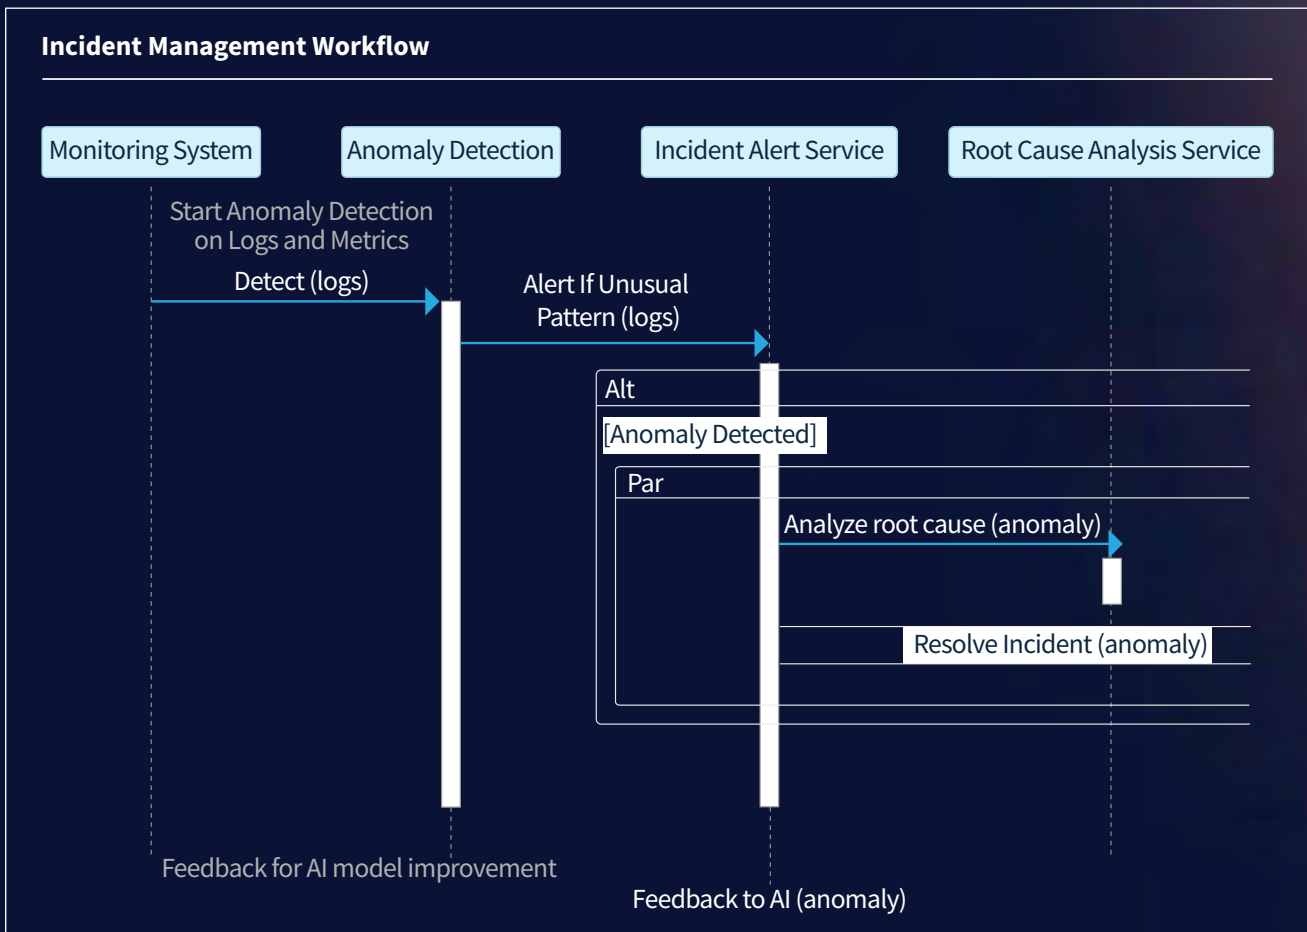 Incident Management Workflow
Monitoring System
Anomaly Detection
Incident Alert Service
Root Cause Analysis Service
Start Anomaly Detection
on Logs and Metrics
Detect (logs)
Alert If Unusual
Pattern (logs)
Alt
[Anomaly Detected]
Par
Analyze root cause (anomaly)
Resolve Incident (anomaly)
Feedback for AI model improvement
Feedback to AI (anomaly)